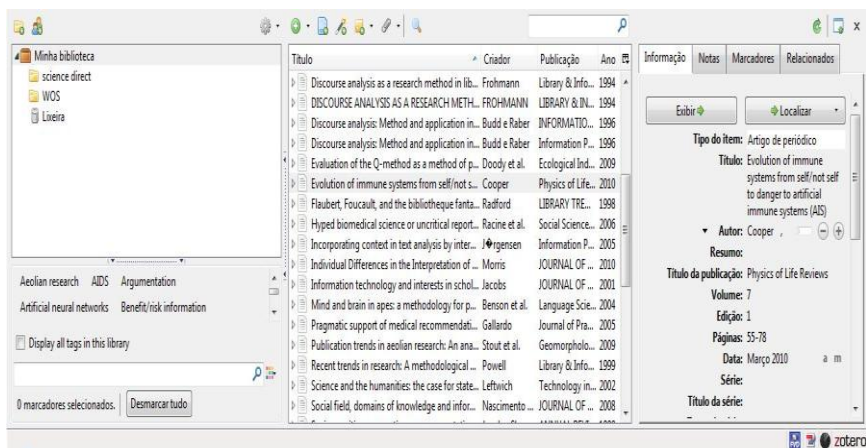 Minha biblioteca
science direct
WOS
Lixeira
Aeolian research AIDS Argumentation
Artificial neural networks Benefit/risk information
Display all tags in this library
0 marcadores selecionados. Desmarcar tudo
Título Criador Publicação Ano
Discourse analysis as a research method in lib... Frohmann Library & Info... 1994
DISCOURSE ANALYSIS AS A RESEARCH METH... FROHMANN LIBRARY & IN... 1994
Discourse analysis: Method and application in... Budd e Raber INFORMATIO... 1996
Discourse analysis: Method and application in... Budd e Raber Information P... 1996
Evaluation of the Q-method as a method of p... Doody et al. Ecological Ind... 2009
Evolution of immune systems from self/not s... Cooper Physics of Life... 2010
Flaubert, Foucault, and the bibliotheque fanta... Radford LIBRARY TRE... 1998
Hyped biomedical science or uncritical report... Racine et al. Social Science... 2006
Incorporating context in text analysis by inter... J�rgensen Information P... 2005
Individual Differences in the Interpretation of ... Morris JOURNAL OF ... 2010
Information technology and interests in schol... Jacobs JOURNAL OF ... 2001
Mind and brain in apes: a methodology for p... Benson et al. Language Scie... 2004
Pragmatic support of medical recommendati... Gallardo Journal of Pra... 2005
Publication trends in aeolian research: An ana... Stout et al. Geomorpholo... 2009
Recent trends in research: A methodological ... Powell Library & Info... 1999
Science and the humanities: the case for state... Leftwich Technology in... 2002
Social field, domains of knowledge and infor... Nascimento ... JOURNAL OF ... 2008
Informação Notas Marcadores Relacionados
Exibir Localizar
Tipo do item: Artigo de periódico
Título: Evolution of immune
systems from self/not self
to danger to artificial
immune systems (AIS)
Autor: Cooper ,
Resumo:
Título da publicação: Physics of Life Reviews
Volume: 7
Edição: 1
Páginas: 55-78
Data: Março 2010 a m
Série:
Título da série:
zotero